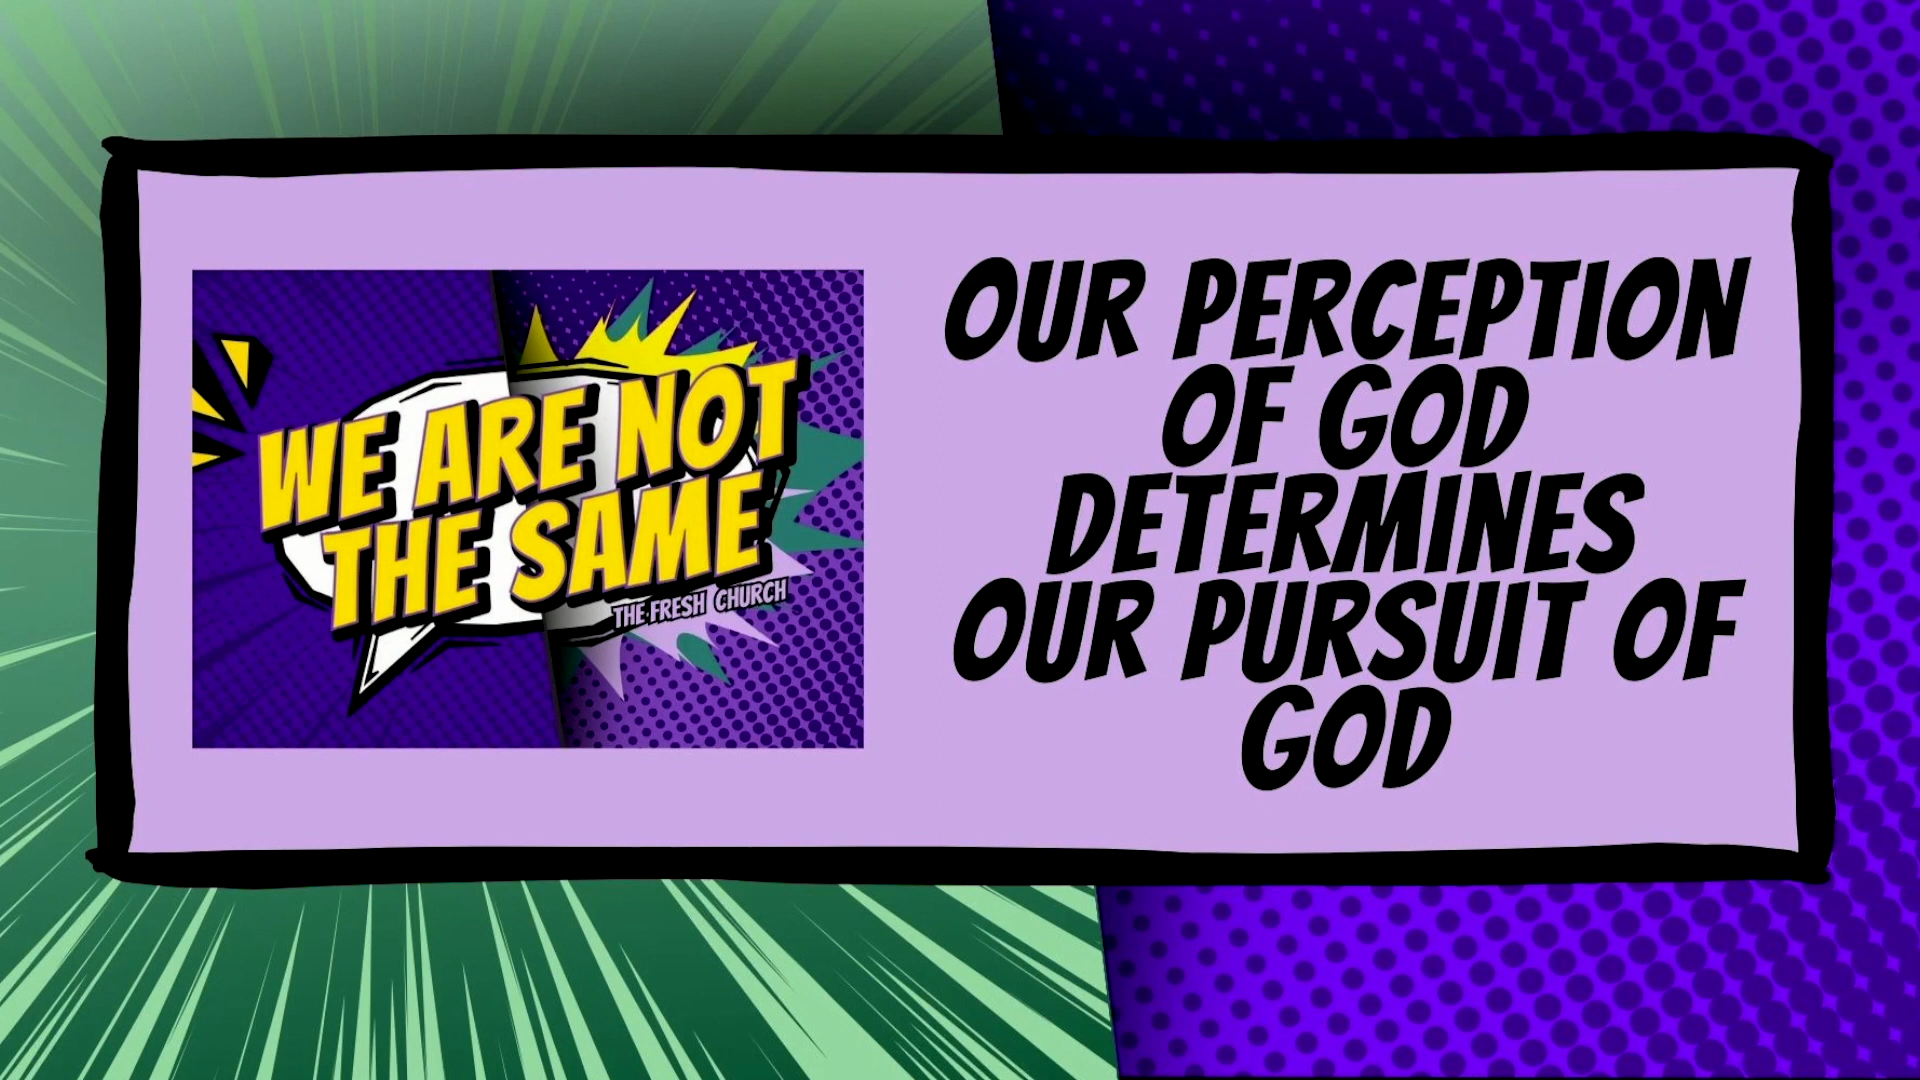 WE ARE NOT
THE SAME
THE FRESH CHURCH
OUR PERCEPTION
OF GOD
DETERMINES
OUR PURSUIT OF
GOD